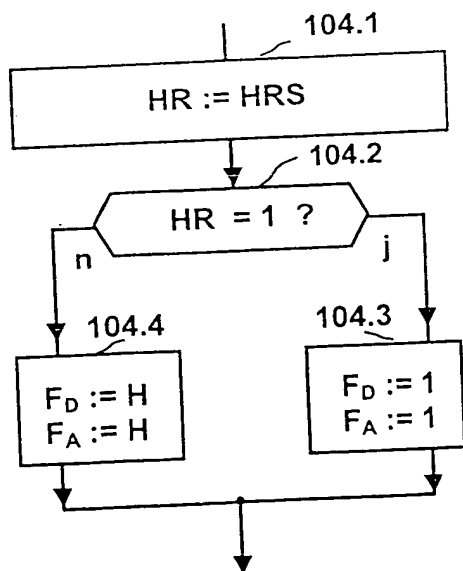 104.1
HR := HRS
104.2
HR = 1 ?
n
j
104.4
104.3
F_D := H
F_A := H
F_D := 1
F_A := 1